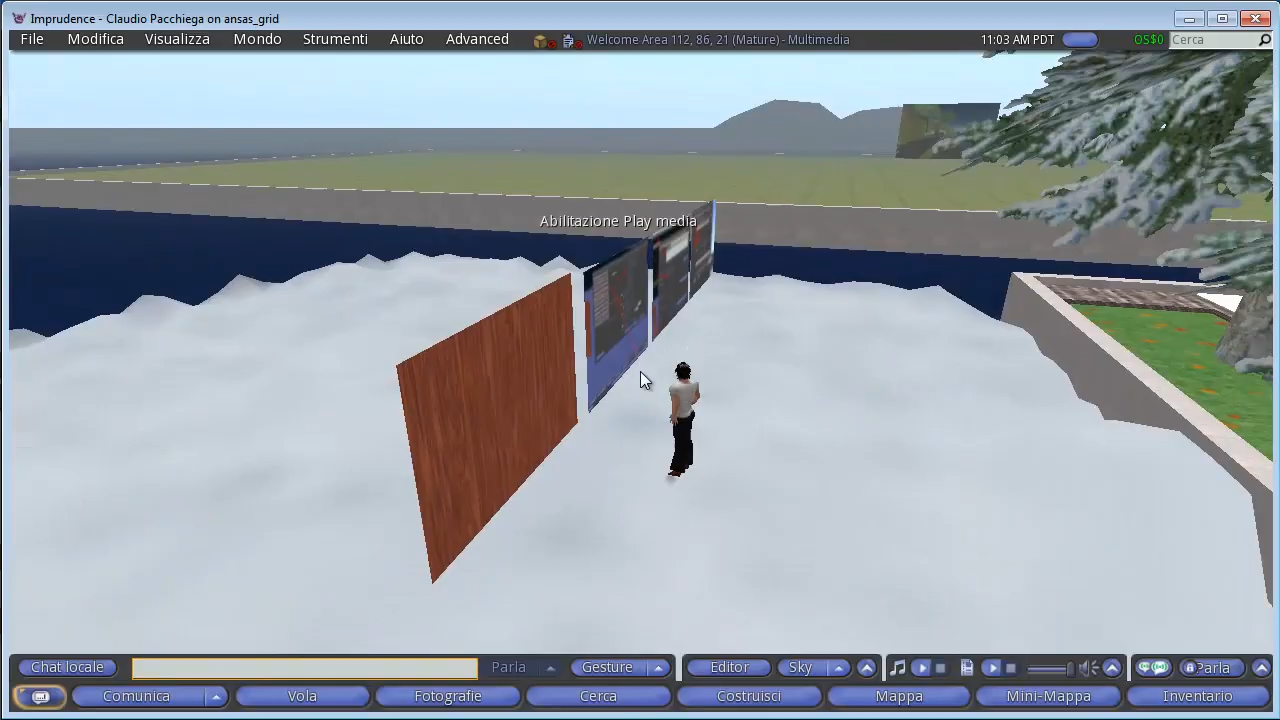 Imprudence - Claudio Pacchiega on ansas_grid
File Modifica Visualizza Mondo Strumenti Aiuto Advanced Welcome Area 112, 86, 21 (Mature) - Multimedia 11:03 AM PDT OS$0 Cerca
Abilitazione Play media
Chat locale Parla Gesture Editor Sky Parla
Comunica Vola Fotografie Cerca Costruisci Mappa Mini-Mappa Inventario